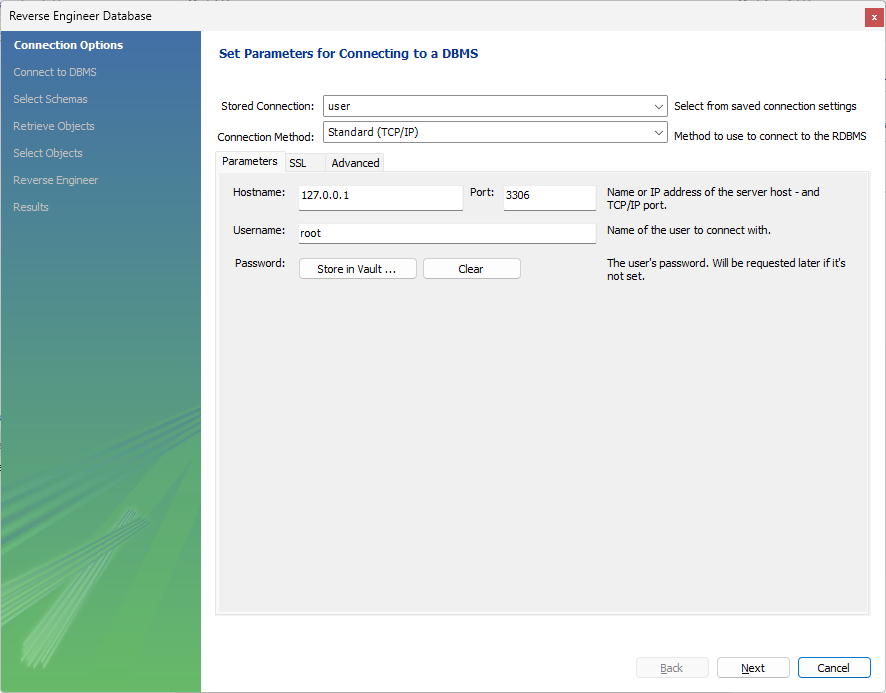 Reverse Engineer Database
x
Connection Options
Connect to DBMS
Select Schemas
Retrieve Objects
Select Objects
Reverse Engineer
Results
Set Parameters for Connecting to a DBMS
Stored Connection: user Select from saved connection settings
Connection Method: Standard (TCP/IP) Method to use to connect to the RDBMS
Parameters SSL Advanced
Hostname: 127.0.0.1 Port: 3306 Name or IP address of the server host - and
TCP/IP port.
Username: root Name of the user to connect with.
Password: Store in Vault ... Clear The user's password. Will be requested later if it's
not set.
Back Next Cancel